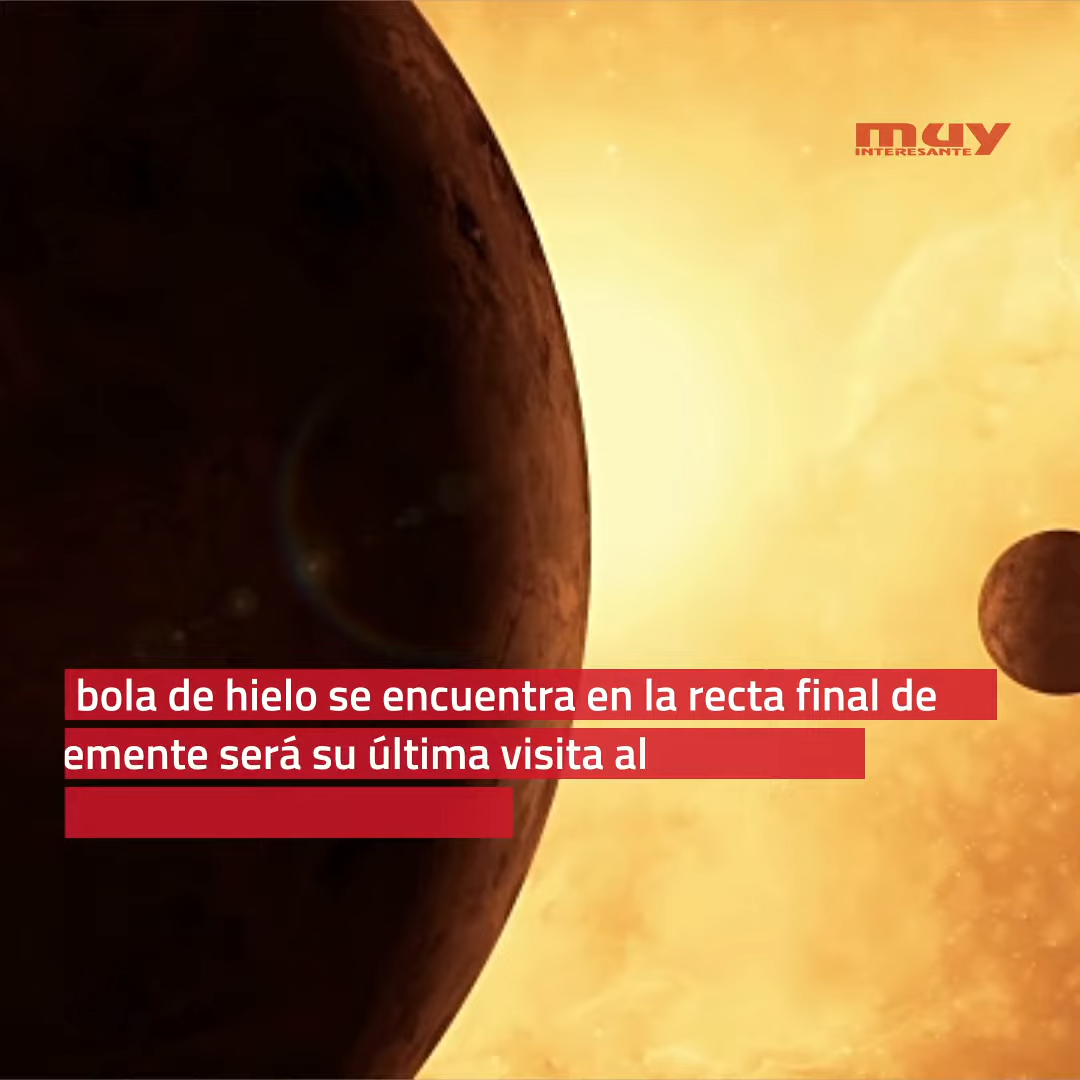 muy
INTERESANTE
bola de hielo se encuentra en la recta final de
emente será su última visita al